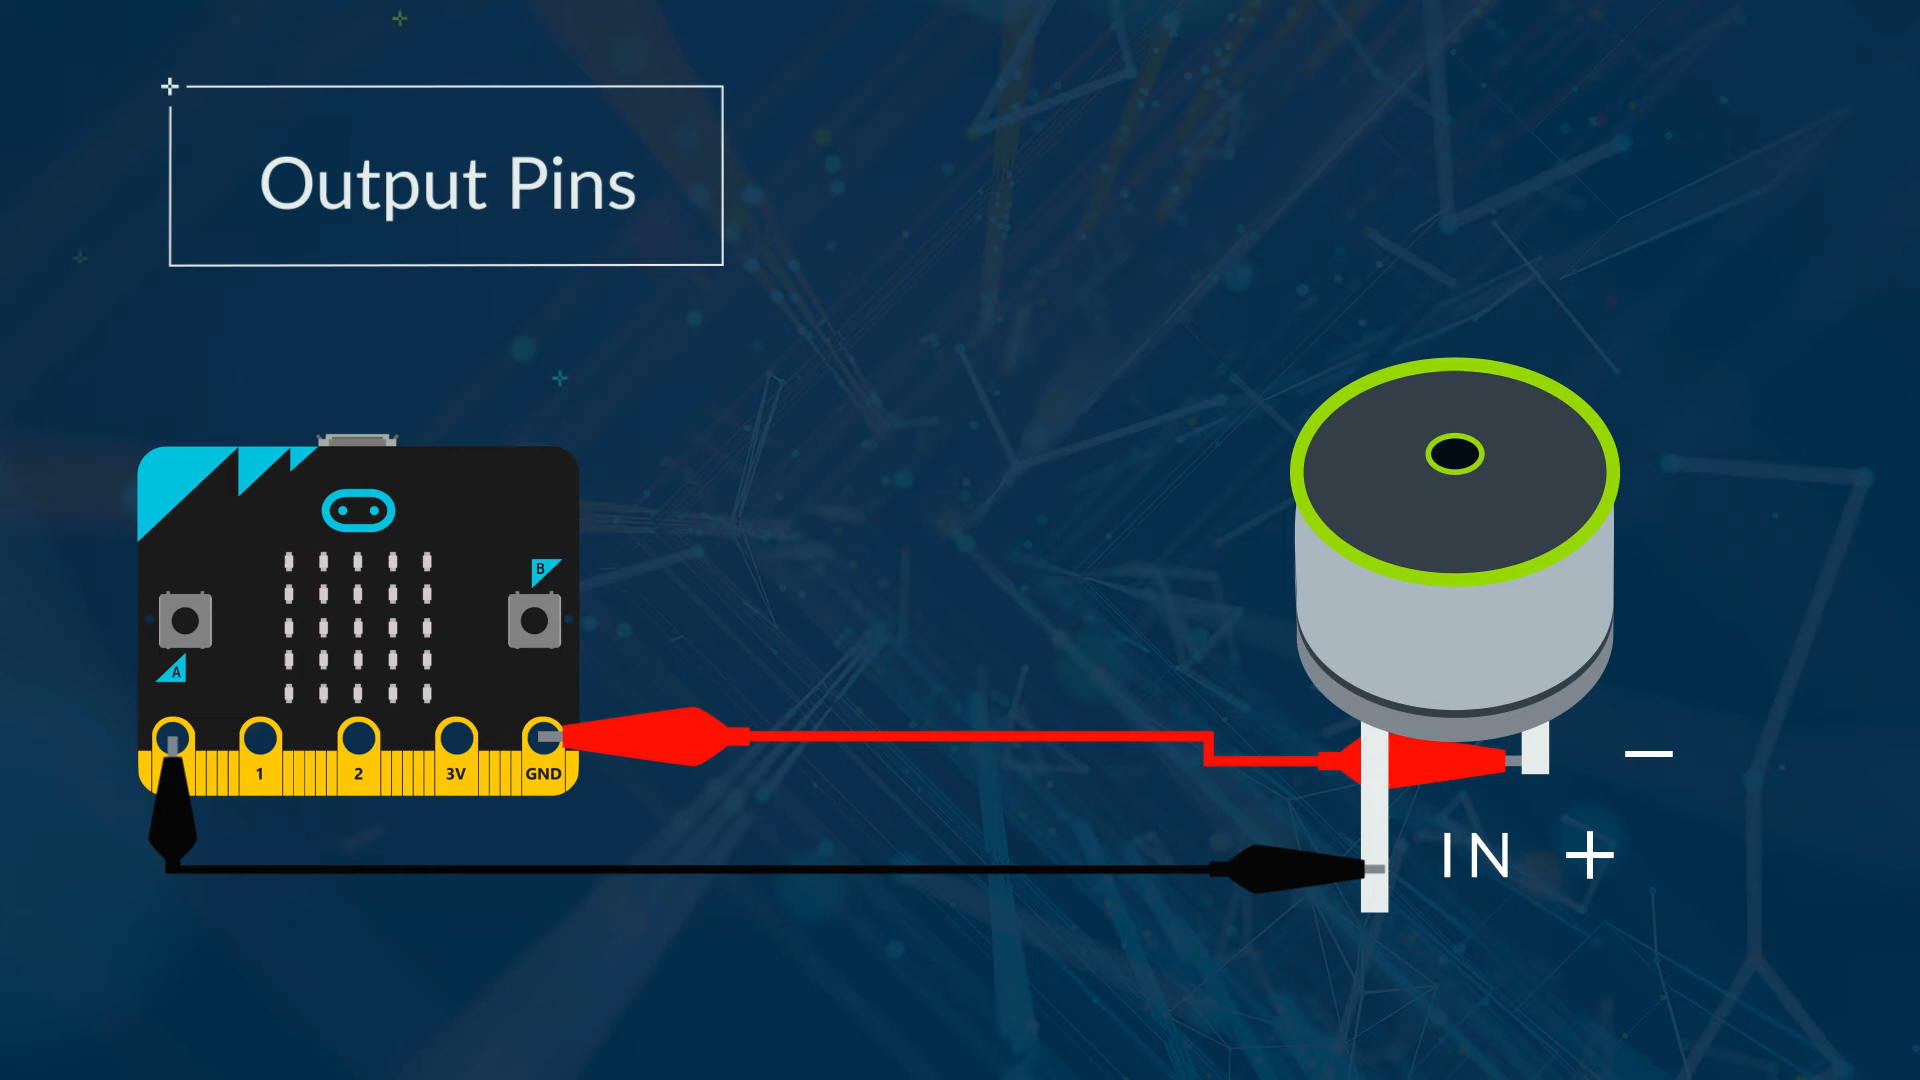 Output Pins
B
A
1 2 3V GND
−
IN +